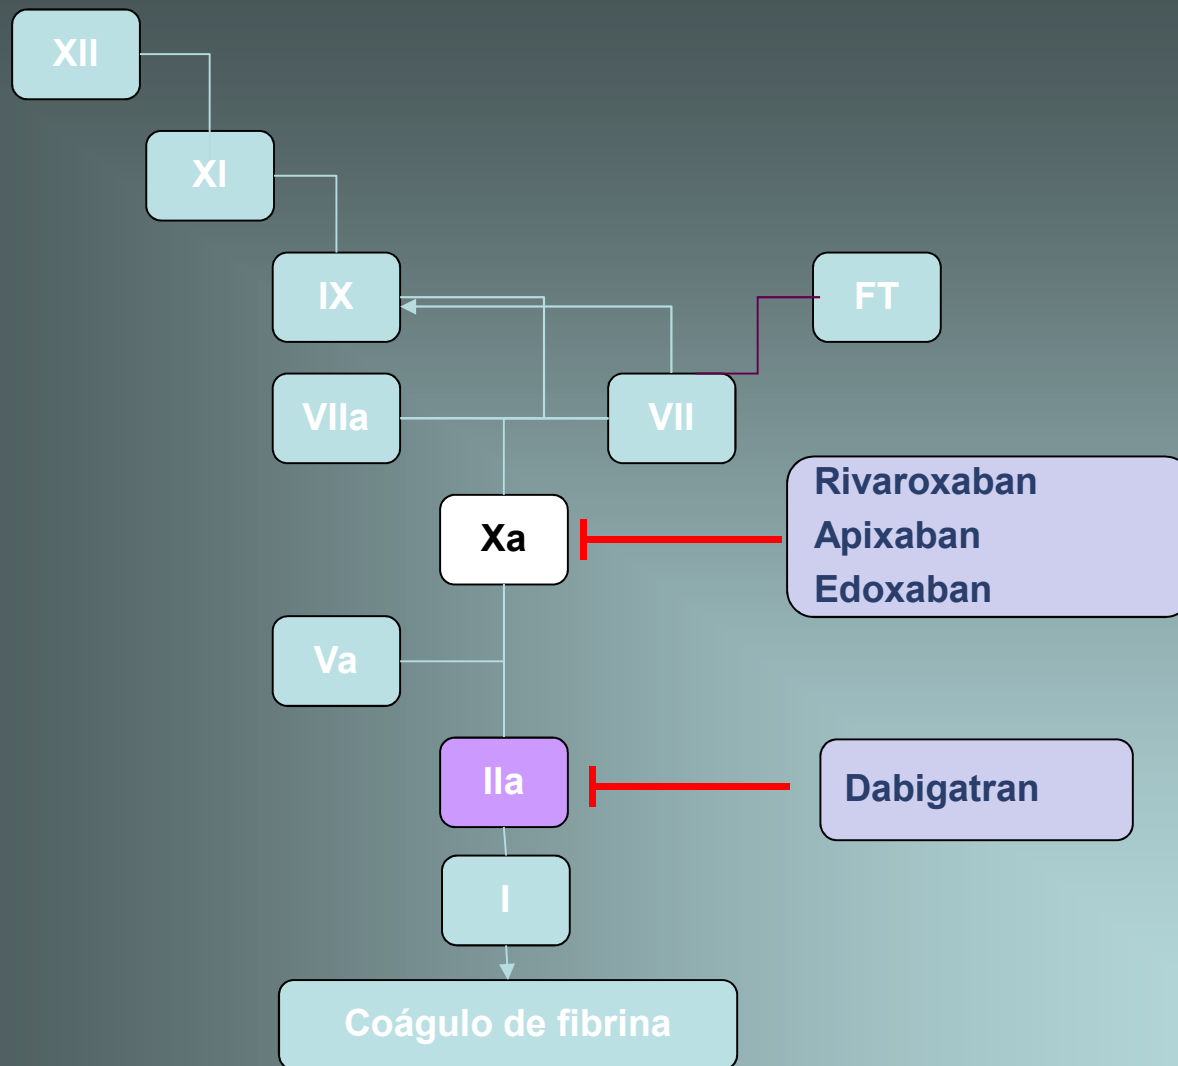 XII
XI
IX
FT
VIIa
VII
Rivaroxaban
Apixaban
Edoxaban
Xa
Va
IIa
Dabigatran
I
Coágulo de fibrina